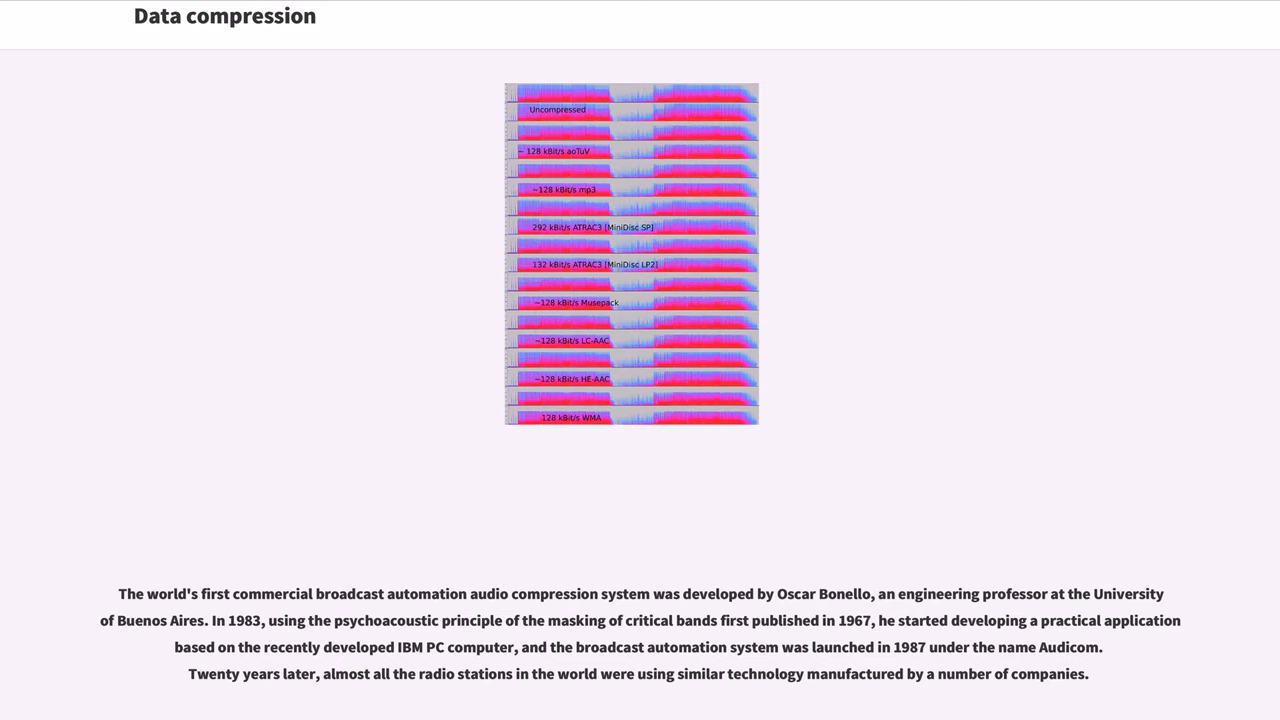 Data compression
Uncompressed
~ 128 kBit/s aoTuV
~128 kBit/s mp3
292 kBit/s ATRAC3 [MiniDisc SP]
132 kBit/s ATRAC3 [MiniDisc LP2]
~128 kBit/s Musepack
~128 kBit/s LC-AAC
~128 kBit/s HE-AAC
128 kBit/s WMA
The world's first commercial broadcast automation audio compression system was developed by Oscar Bonello, an engineering professor at the University
of Buenos Aires. In 1983, using the psychoacoustic principle of the masking of critical bands first published in 1967, he started developing a practical application
based on the recently developed IBM PC computer, and the broadcast automation system was launched in 1987 under the name Audicom.
Twenty years later, almost all the radio stations in the world were using similar technology manufactured by a number of companies.